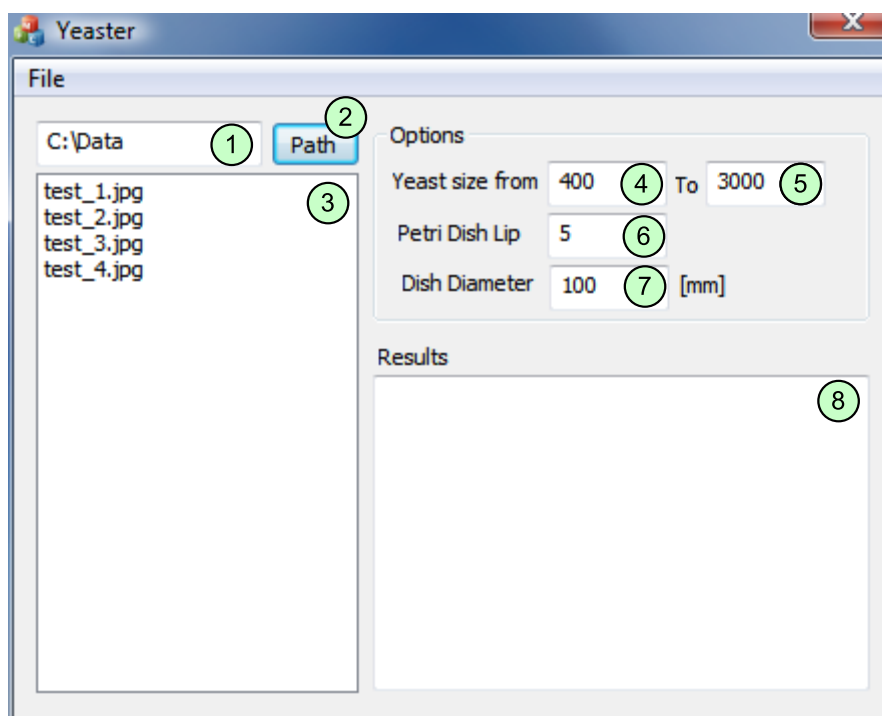 Yeaster
X
File
C:\Data 1
Path 2
test_1.jpg 3
test_2.jpg
test_3.jpg
test_4.jpg
Options
Yeast size from 400 4 To 3000 5
Petri Dish Lip 5 6
Dish Diameter 100 7 [mm]
Results
8